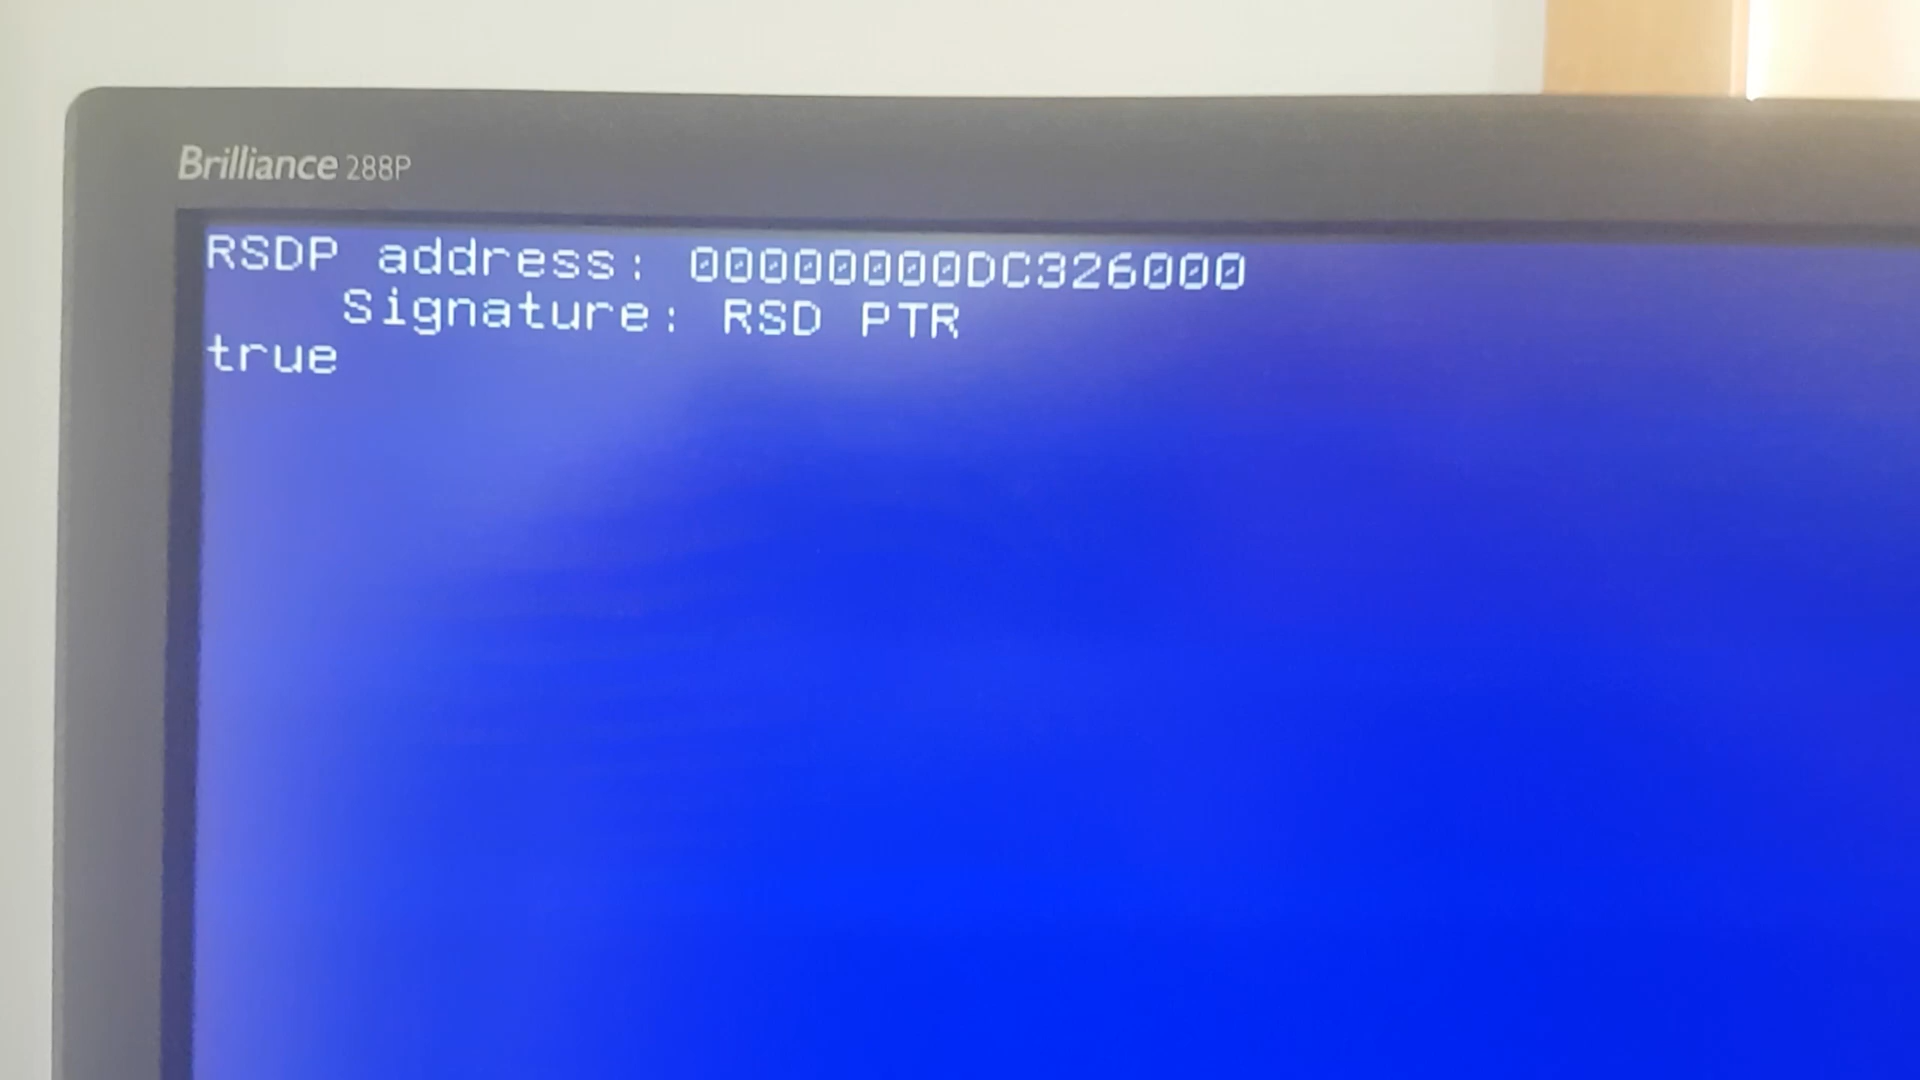 Brilliance 288P
RSDP address: 00000000DC326000
Signature: RSD PTR
true